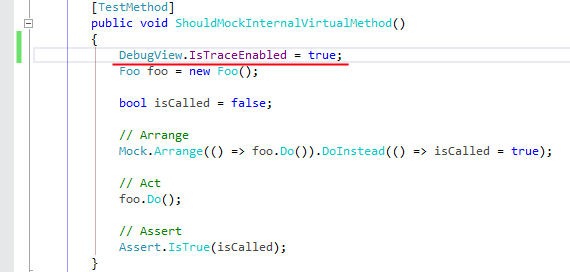 [TestMethod]
public void ShouldMockInternalVirtualMethod()
{
DebugView.IsTraceEnabled = true;
Foo foo = new Foo();
bool isCalled = false;
// Arrange
Mock.Arrange(() => foo.Do()).DoInstead(() => isCalled = true);
// Act
foo.Do();
// Assert
Assert.IsTrue(isCalled);
}